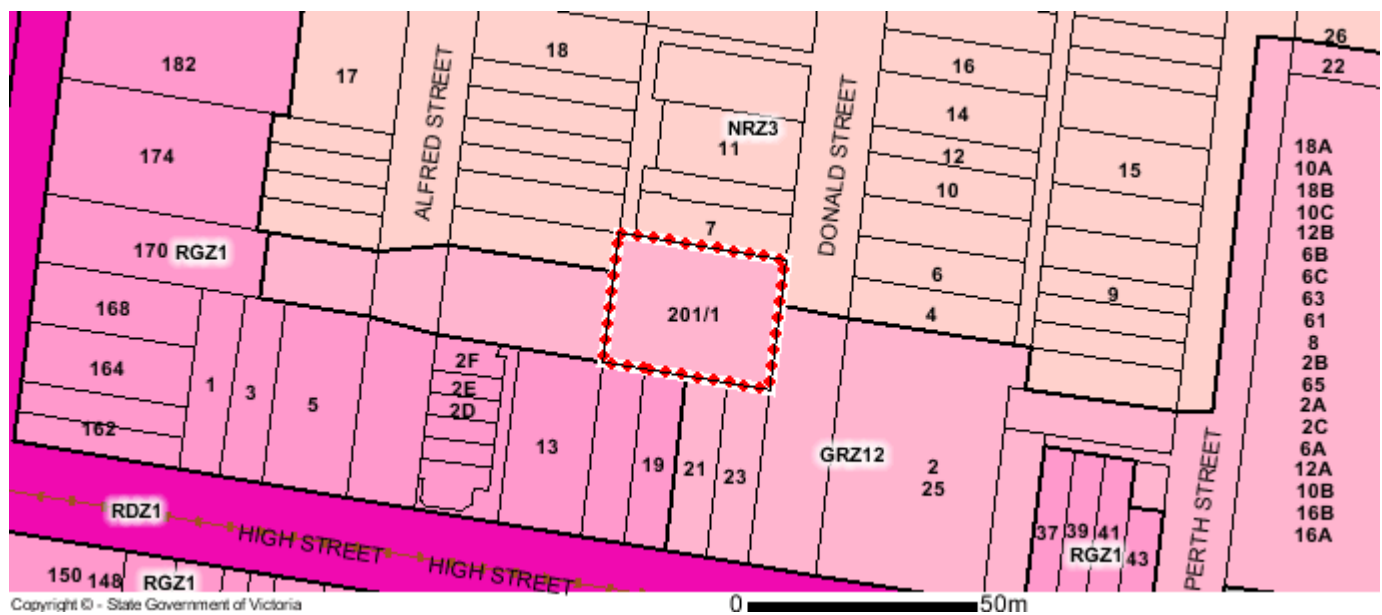 182
17
ALFRED STREET
18
NRZ3
11
DONALD STREET
16
14
12
10
15
26
22
174
7
170
RGZ1
168
164
162
1
3
5
201/1
6
4
9
18A
10A
18B
10C
12B
6B
6C
63
61
8
2B
65
2A
2C
6A
12A
10B
16B
16A
2F
2E
2D
13
19
21
23
GRZ12
2
25
37
39
41
43
RGZ1
PERTH STREET
RDZ1
HIGH STREET
HIGH STREET
150
148
RGZ1
Copyright © - State Government of Victoria
0
50m